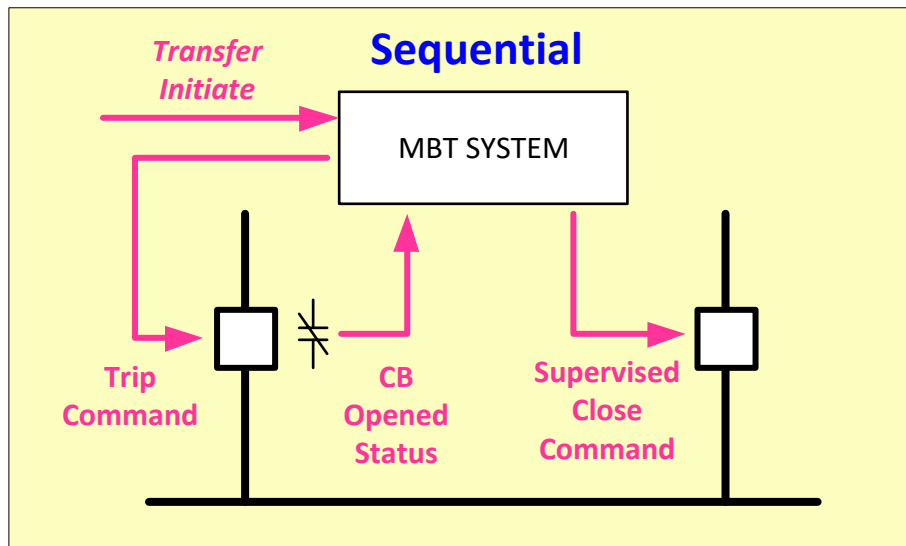 Sequential
Transfer
Initiate
MBT SYSTEM
Trip
Command
CB
Opened
Status
Supervised
Close
Command